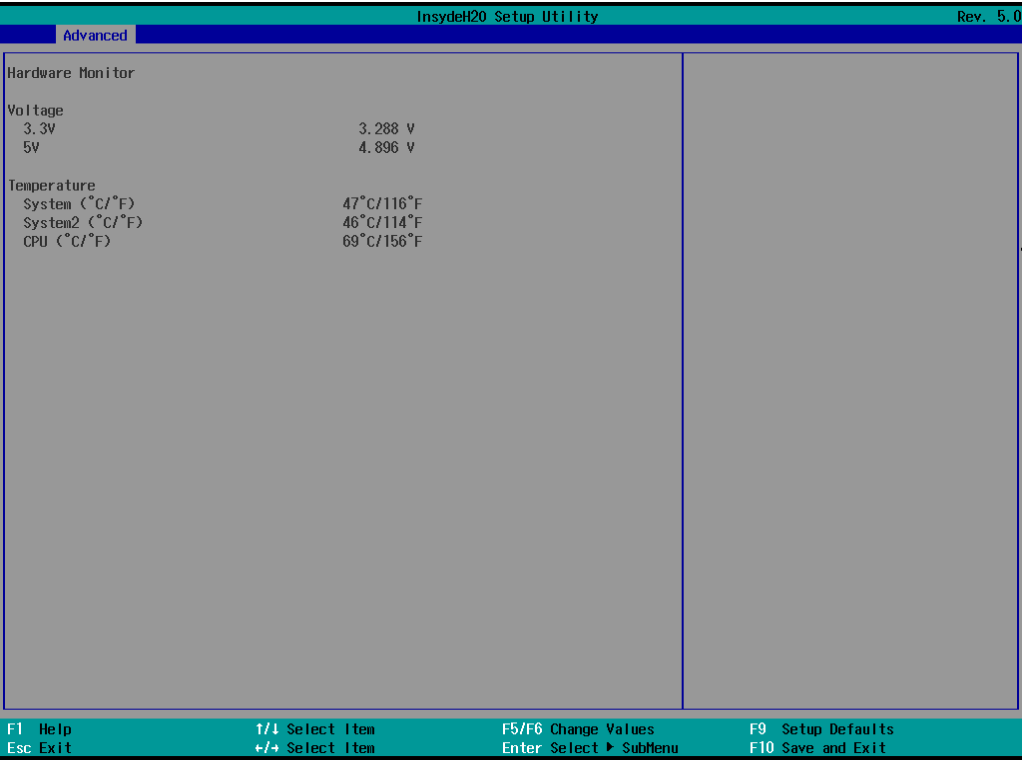 InsydeH20 Setup Utility Rev. 5.0
Advanced
Hardware Monitor
Voltage
3.3V 3.288 V
5V 4.896 V
Temperature
System (°C/°F) 47°C/116°F
System2 (°C/°F) 46°C/114°F
CPU (°C/°F) 69°C/156°F
F1 Help ↑/↓ Select Item F5/F6 Change Values F9 Setup Defaults
Esc Exit ←/→ Select Item Enter Select ▶ SubMenu F10 Save and Exit